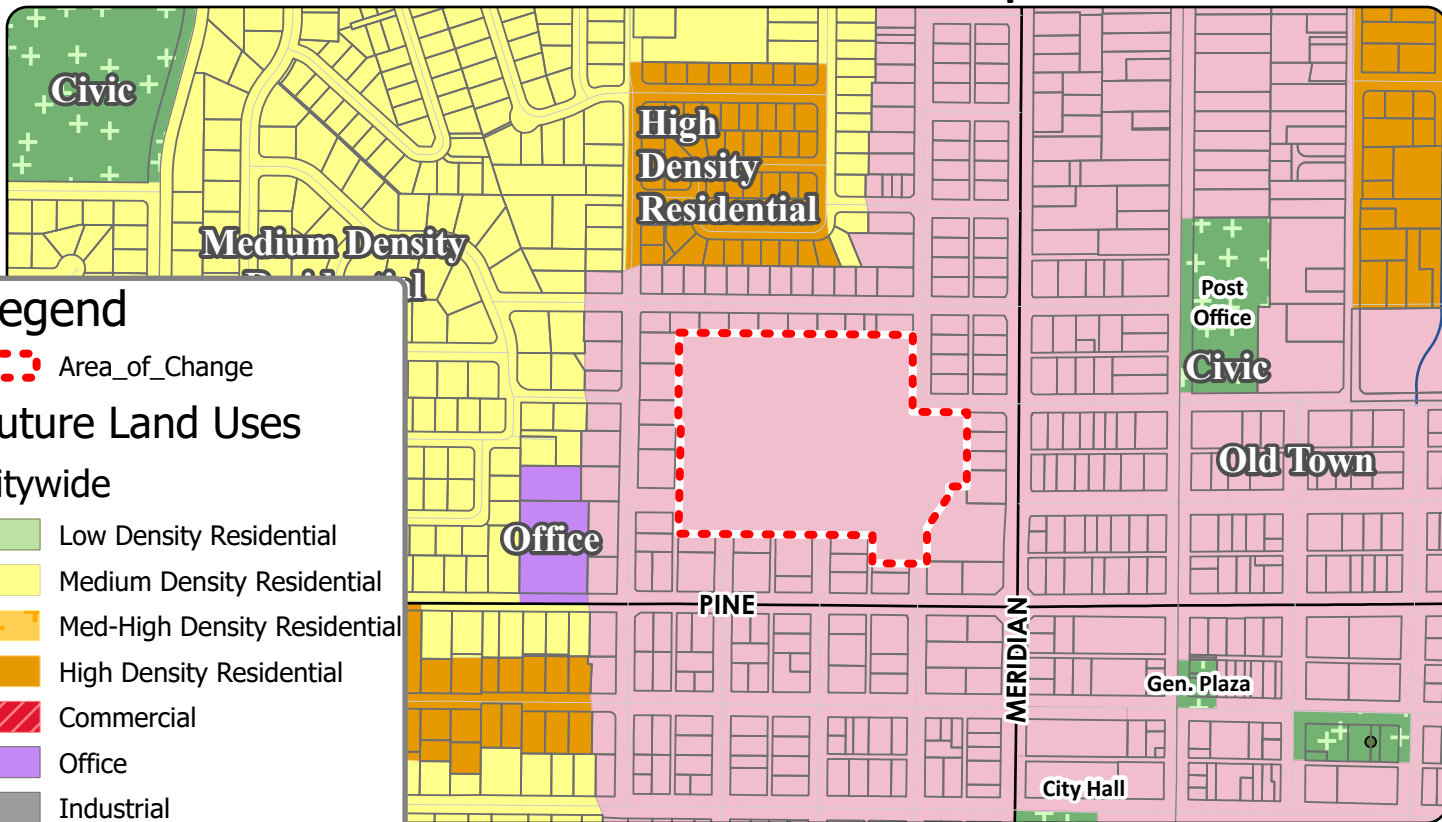 Civic
High
Density
Residential
Medium Density
Post
Office
Civic
Old Town
Office
PINE
MERIDIAN
Gen. Plaza
City Hall
egend
Area_of_Change
uture Land Uses
itywide
Low Density Residential
Medium Density Residential
Med-High Density Residential
High Density Residential
Commercial
Office
Industrial